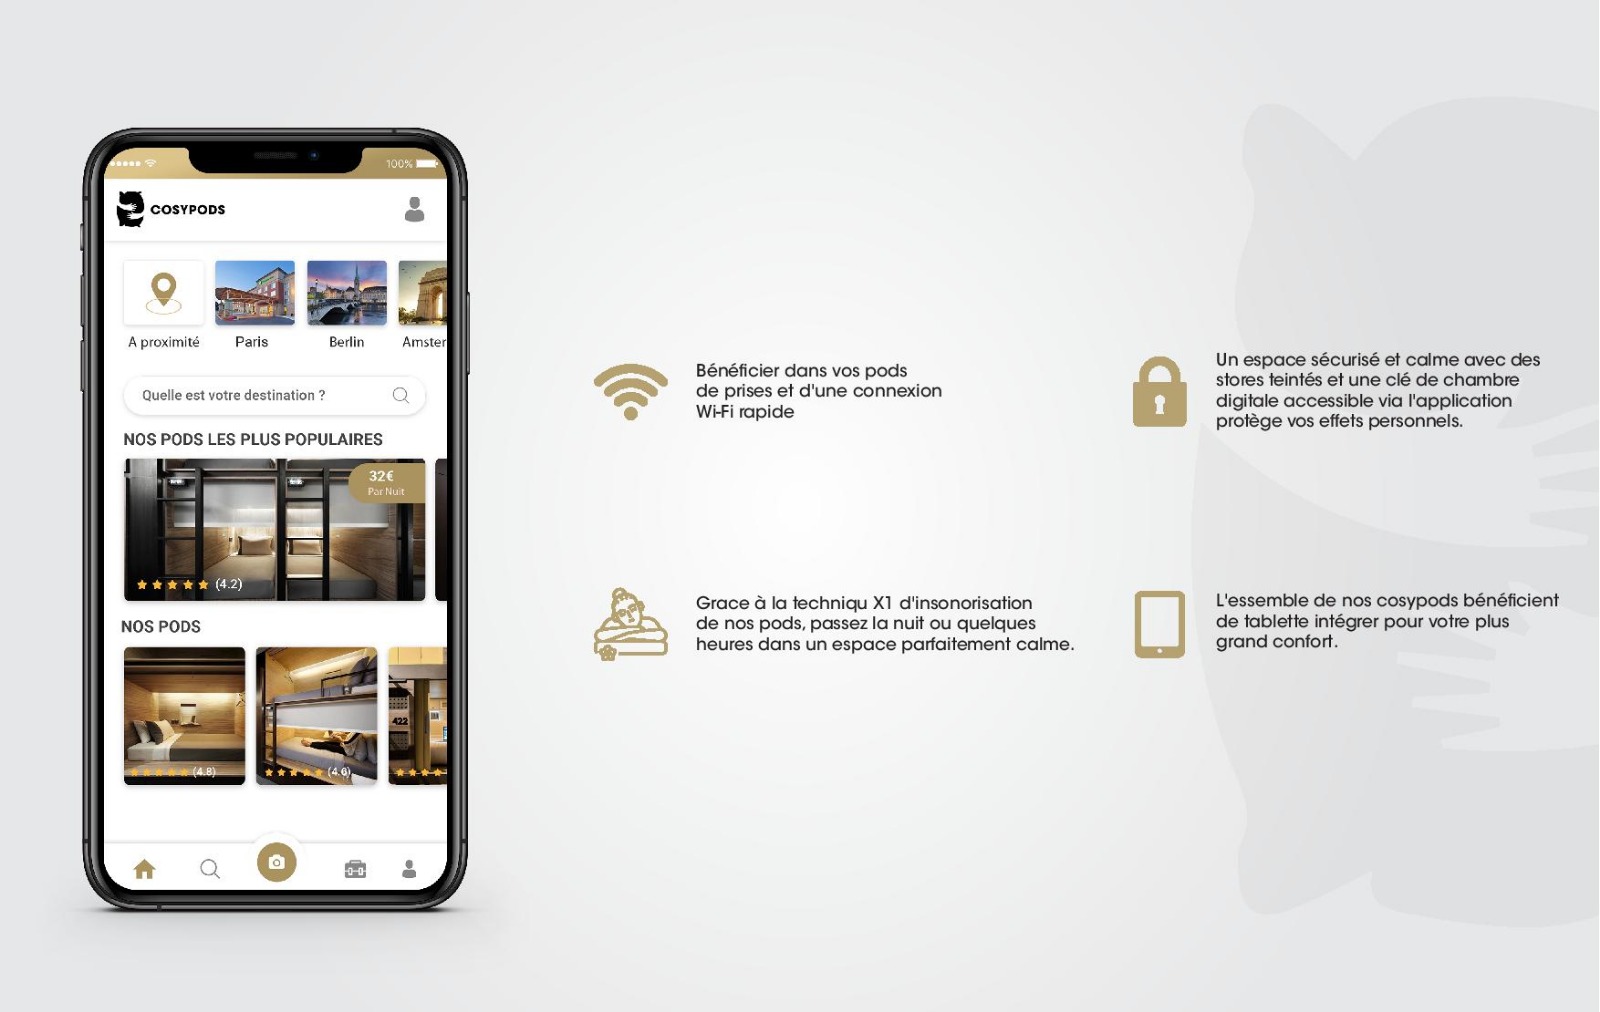 100%
COSYPODS
A proximité
Paris
Berlin
Amster
Quelle est votre destination ?
NOS PODS LES PLUS POPULAIRES
32€
Par Nuit
(4.2)
NOS PODS
422
(4.8)
(4.6)
Bénéficier dans vos pods
de prises et d'une connexion
Wi-Fi rapide
Un espace sécurisé et calme avec des
stores teintés et une clé de chambre
digitale accessible via l'application
protège vos effets personnels.
Grace à la techniqu X1 d'insonorisation
de nos pods, passez la nuit ou quelques
heures dans un espace parfaitement calme.
L'essemble de nos cosypods bénéficient
de tablette intégrer pour votre plus
grand confort.